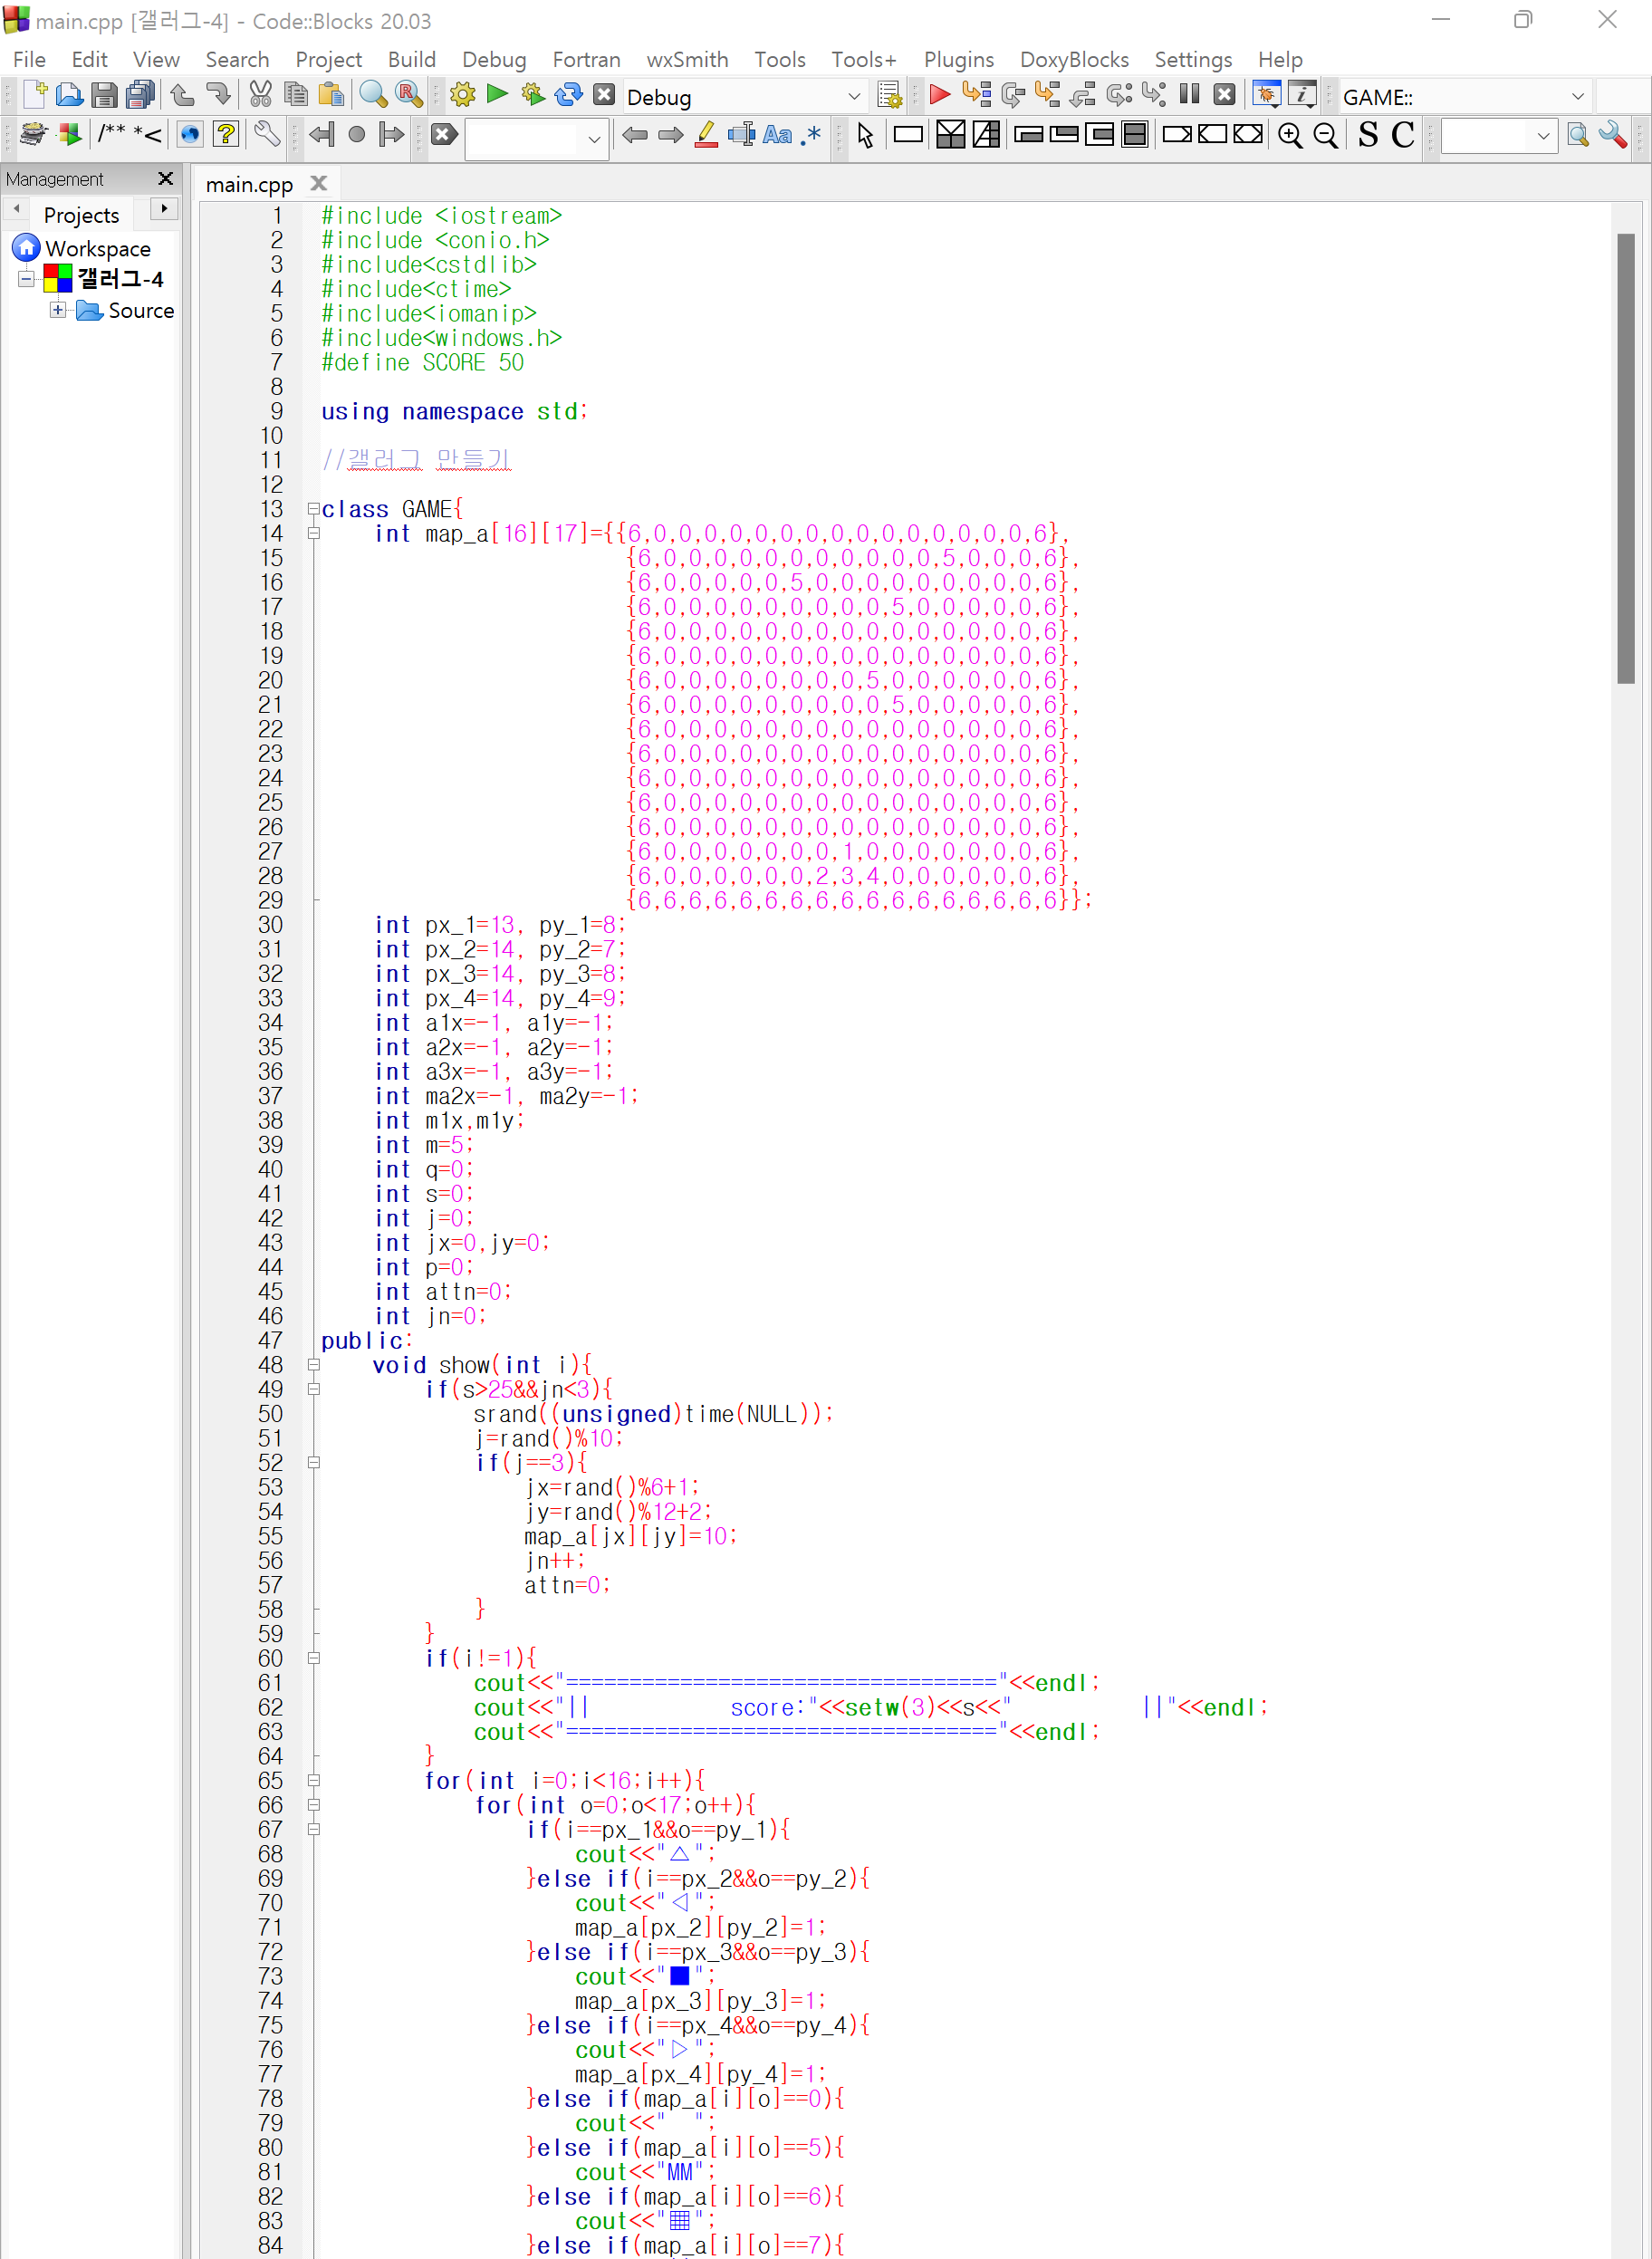 main.cpp [갤러그-4] - Code::Blocks 20.03
File Edit View Search Project Build Debug Fortran wxSmith Tools Tools+ Plugins DoxyBlocks Settings Help
Debug
GAME::
/** *<
Aa .* S C
Management
main.cpp
Projects
Workspace
갤러그-4
Source
1 #include <iostream>
2 #include <conio.h>
3 #include<cstdlib>
4 #include<ctime>
5 #include<iomanip>
6 #include<windows.h>
7 #define SCORE 50
8
9 using namespace std;
10
11 //갤러그 만들기
12
13 class GAME{
14 int map_a[16][17]={{6,0,0,0,0,0,0,0,0,0,0,0,0,0,0,0,6},
15 {6,0,0,0,0,0,0,0,0,0,0,0,5,0,0,0,6},
16 {6,0,0,0,0,0,5,0,0,0,0,0,0,0,0,0,6},
17 {6,0,0,0,0,0,0,0,0,0,5,0,0,0,0,0,6},
18 {6,0,0,0,0,0,0,0,0,0,0,0,0,0,0,0,6},
19 {6,0,0,0,0,0,0,0,0,0,0,0,0,0,0,0,6},
20 {6,0,0,0,0,0,0,0,0,5,0,0,0,0,0,0,6},
21 {6,0,0,0,0,0,0,0,0,0,5,0,0,0,0,0,6},
22 {6,0,0,0,0,0,0,0,0,0,0,0,0,0,0,0,6},
23 {6,0,0,0,0,0,0,0,0,0,0,0,0,0,0,0,6},
24 {6,0,0,0,0,0,0,0,0,0,0,0,0,0,0,0,6},
25 {6,0,0,0,0,0,0,0,0,0,0,0,0,0,0,0,6},
26 {6,0,0,0,0,0,0,0,0,0,0,0,0,0,0,0,6},
27 {6,0,0,0,0,0,0,0,1,0,0,0,0,0,0,0,6},
28 {6,0,0,0,0,0,0,2,3,4,0,0,0,0,0,0,6},
29 {6,6,6,6,6,6,6,6,6,6,6,6,6,6,6,6,6}};
30 int px_1=13, py_1=8;
31 int px_2=14, py_2=7;
32 int px_3=14, py_3=8;
33 int px_4=14, py_4=9;
34 int a1x=-1, a1y=-1;
35 int a2x=-1, a2y=-1;
36 int a3x=-1, a3y=-1;
37 int ma2x=-1, ma2y=-1;
38 int m1x,m1y;
39 int m=5;
40 int q=0;
41 int s=0;
42 int j=0;
43 int jx=0,jy=0;
44 int p=0;
45 int attn=0;
46 int jn=0;
47 public:
48 void show(int i){
49 if(s>25&&jn<3){
50 srand((unsigned)time(NULL));
51 j=rand()%10;
52 if(j==3){
53 jx=rand()%6+1;
54 jy=rand()%12+2;
55 map_a[jx][jy]=10;
56 jn++;
57 attn=0;
58 }
59 }
60 if(i!=1){
61 cout<<"=================================="<<endl;
62 cout<<"||           score:"<<setw(3)<<s<<"          ||"<<endl;
63 cout<<"=================================="<<endl;
64 }
65 for(int i=0;i<16;i++){
66 for(int o=0;o<17;o++){
67 if(i==px_1&&o==py_1){
68 cout<<"△";
69 }else if(i==px_2&&o==py_2){
70 cout<<"◁";
71 map_a[px_2][py_2]=1;
72 }else if(i==px_3&&o==py_3){
73 cout<<"■";
74 map_a[px_3][py_3]=1;
75 }else if(i==px_4&&o==py_4){
76 cout<<"▷";
77 map_a[px_4][py_4]=1;
78 }else if(map_a[i][o]==0){
79 cout<<"  ";
80 }else if(map_a[i][o]==5){
81 cout<<"MM";
82 }else if(map_a[i][o]==6){
83 cout<<"▦";
84 }else if(map_a[i][o]==7){